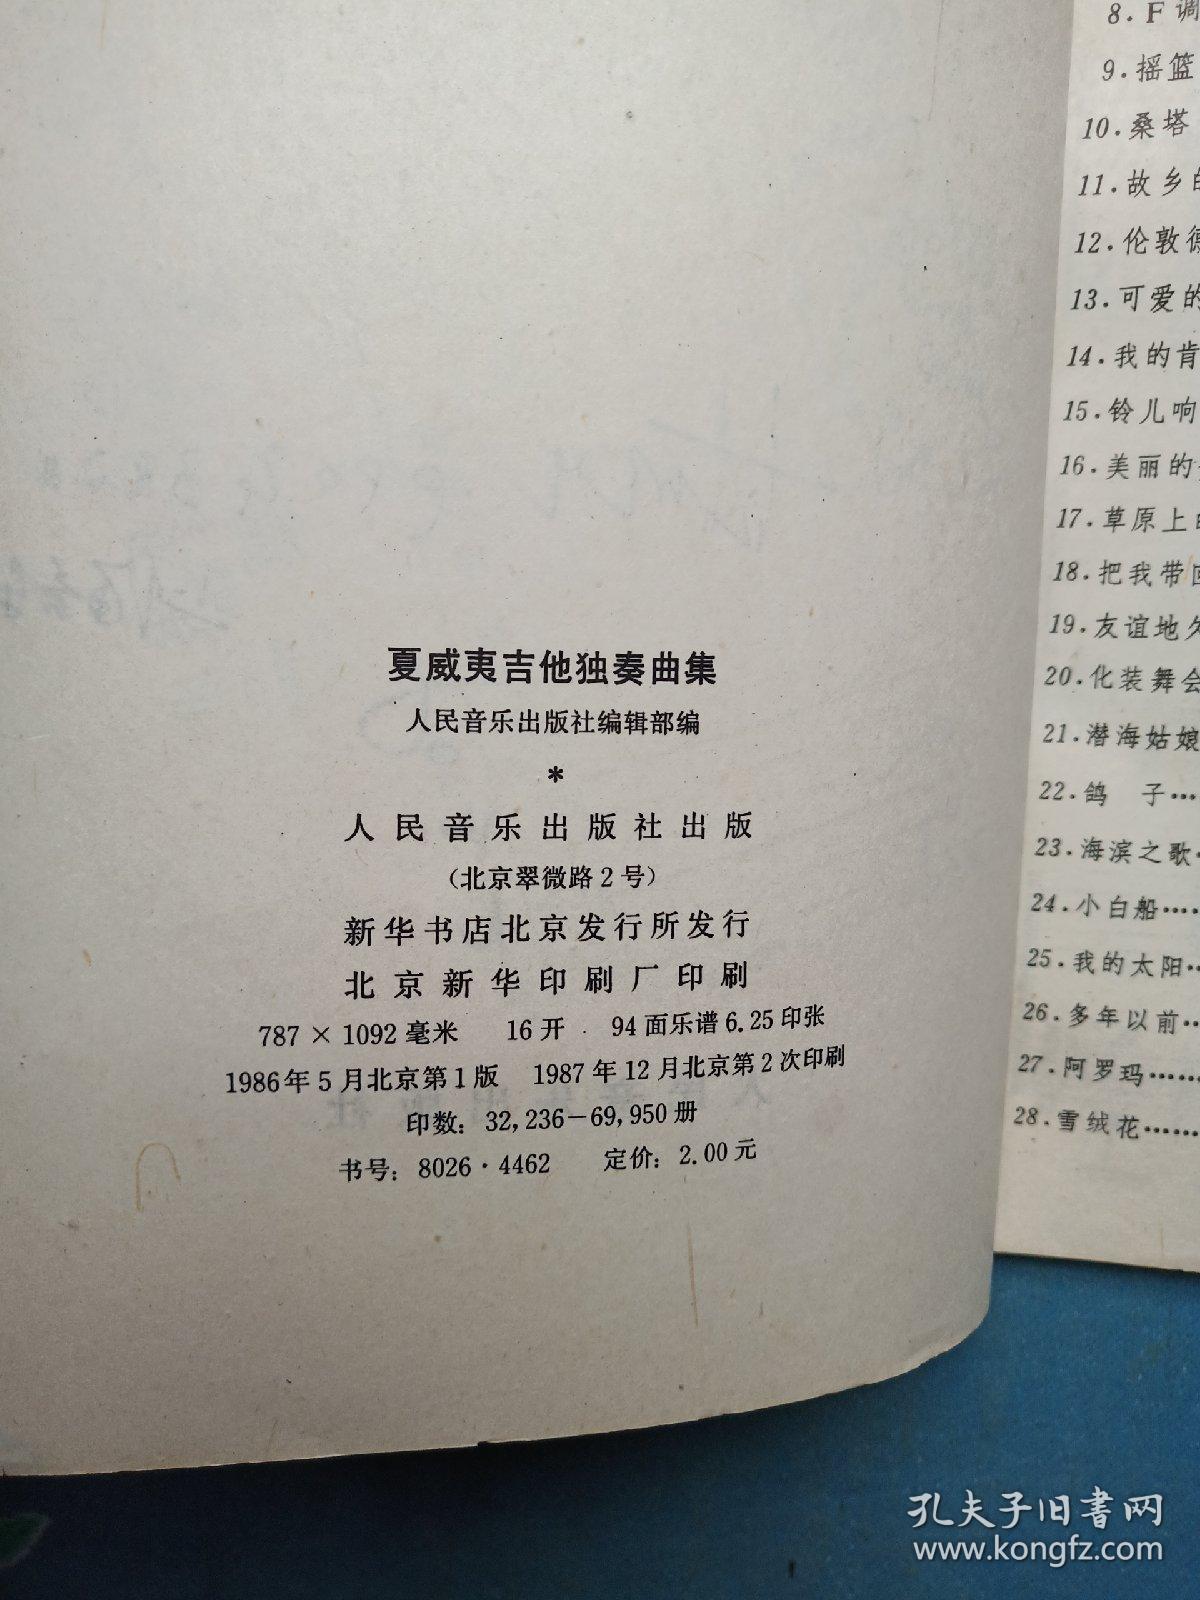 夏威夷吉他独奏曲集
人民音乐出版社编辑部编
*
人民音乐出版社出版
（北京翠微路2号）
新华书店北京发行所发行
北京新华印刷厂印刷
787×1092毫米 16开 94面乐谱6.25印张
1986年5月北京第1版 1987年12月北京第2次印刷
印数：32,236—69,950册
书号：8026·4462 定价：2.00元
8.F调
9.摇篮
10.桑塔
11.故乡的
12.伦敦德
13.可爱的
14.我的肯
15.铃儿响
16.美丽的
17.草原上的
18.把我带回
19.友谊地久
20.化装舞会
21.潜海姑娘
22.鸽 子…
23.海滨之歌·
24.小白船……
25.我的太阳…
26.多年以前…
27.阿罗玛……
28.雪绒花……
孔夫子旧书网
www.kongfz.com